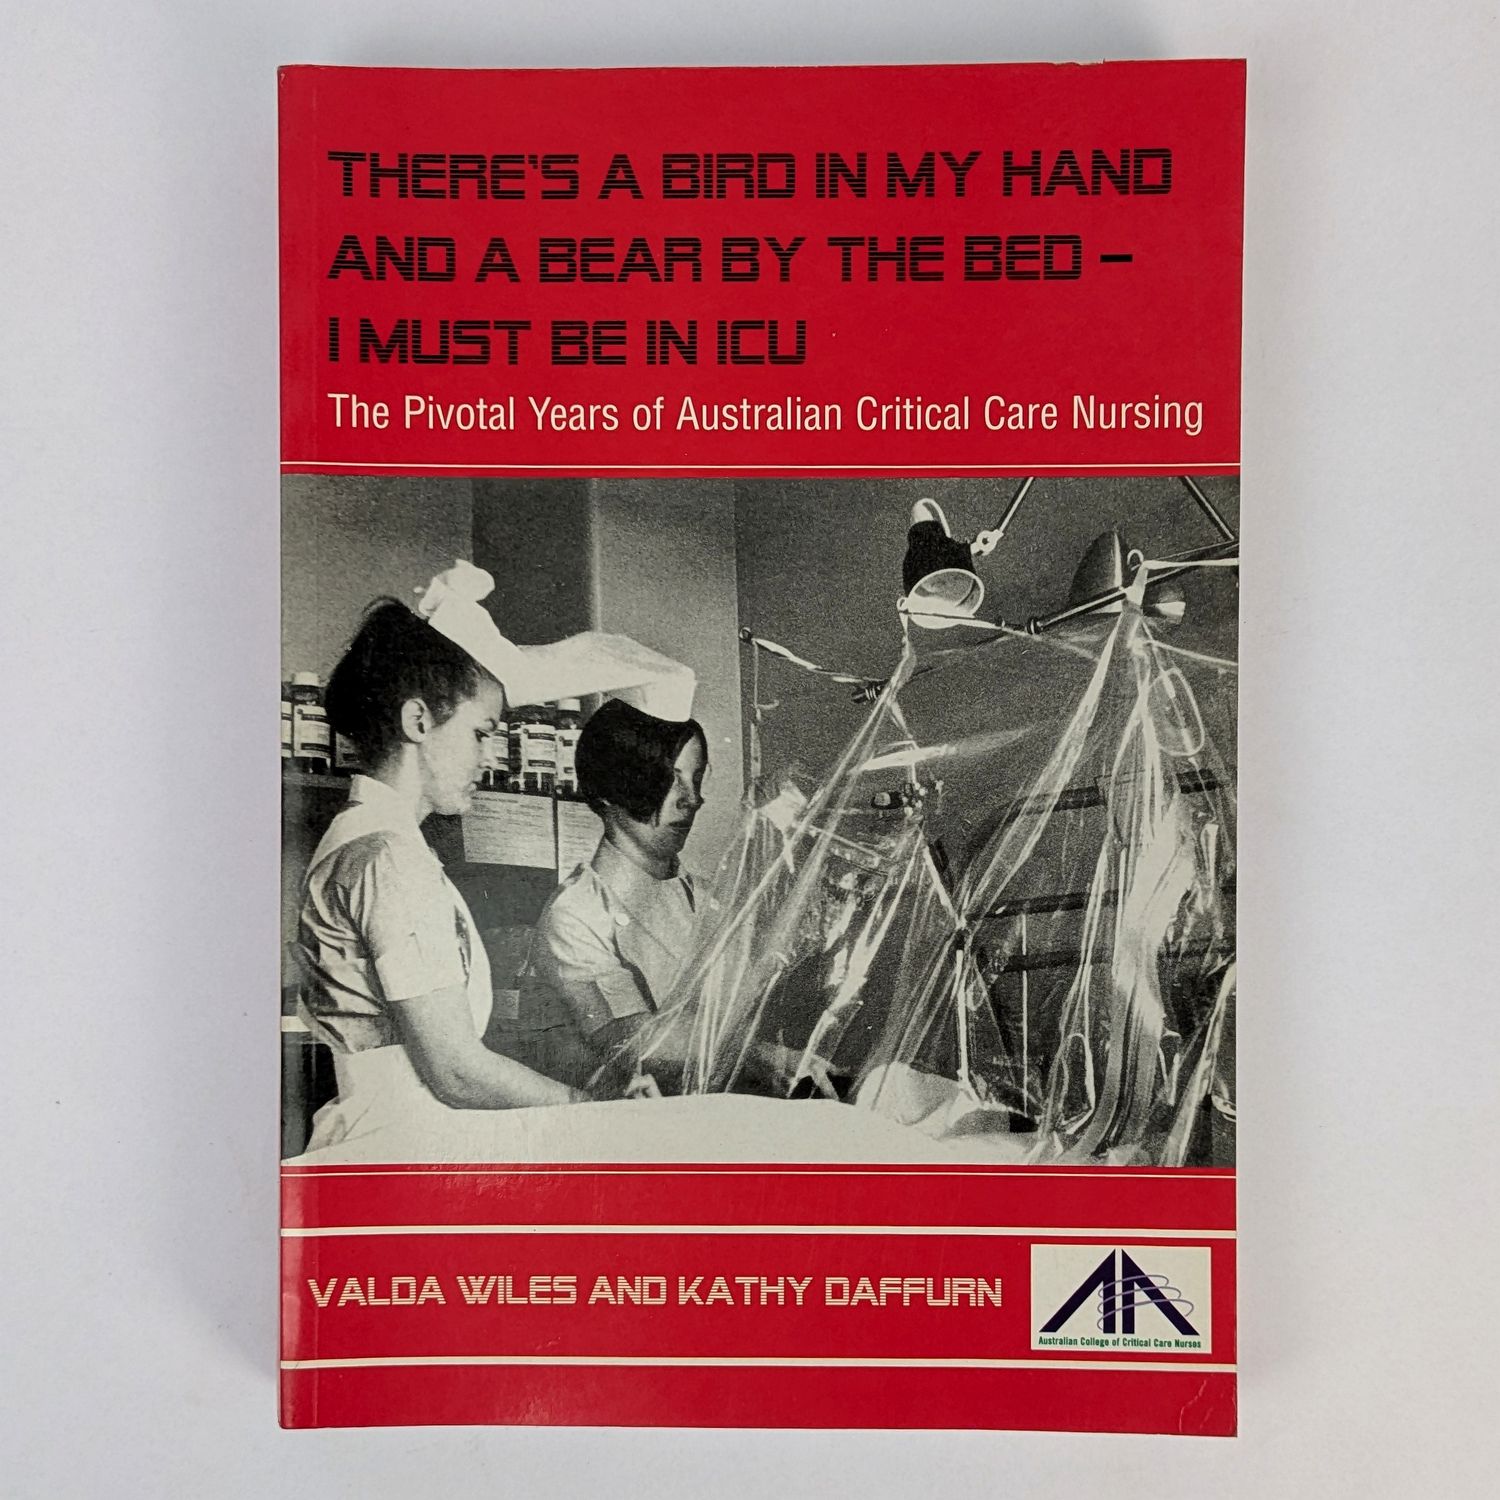 THERE'S A BIRD IN MY HAND
AND A BEAR BY THE BED –
I MUST BE IN ICU
The Pivotal Years of Australian Critical Care Nursing
VALDA WILES AND KATHY DAFFURN
Australian College of Critical Care Nurses